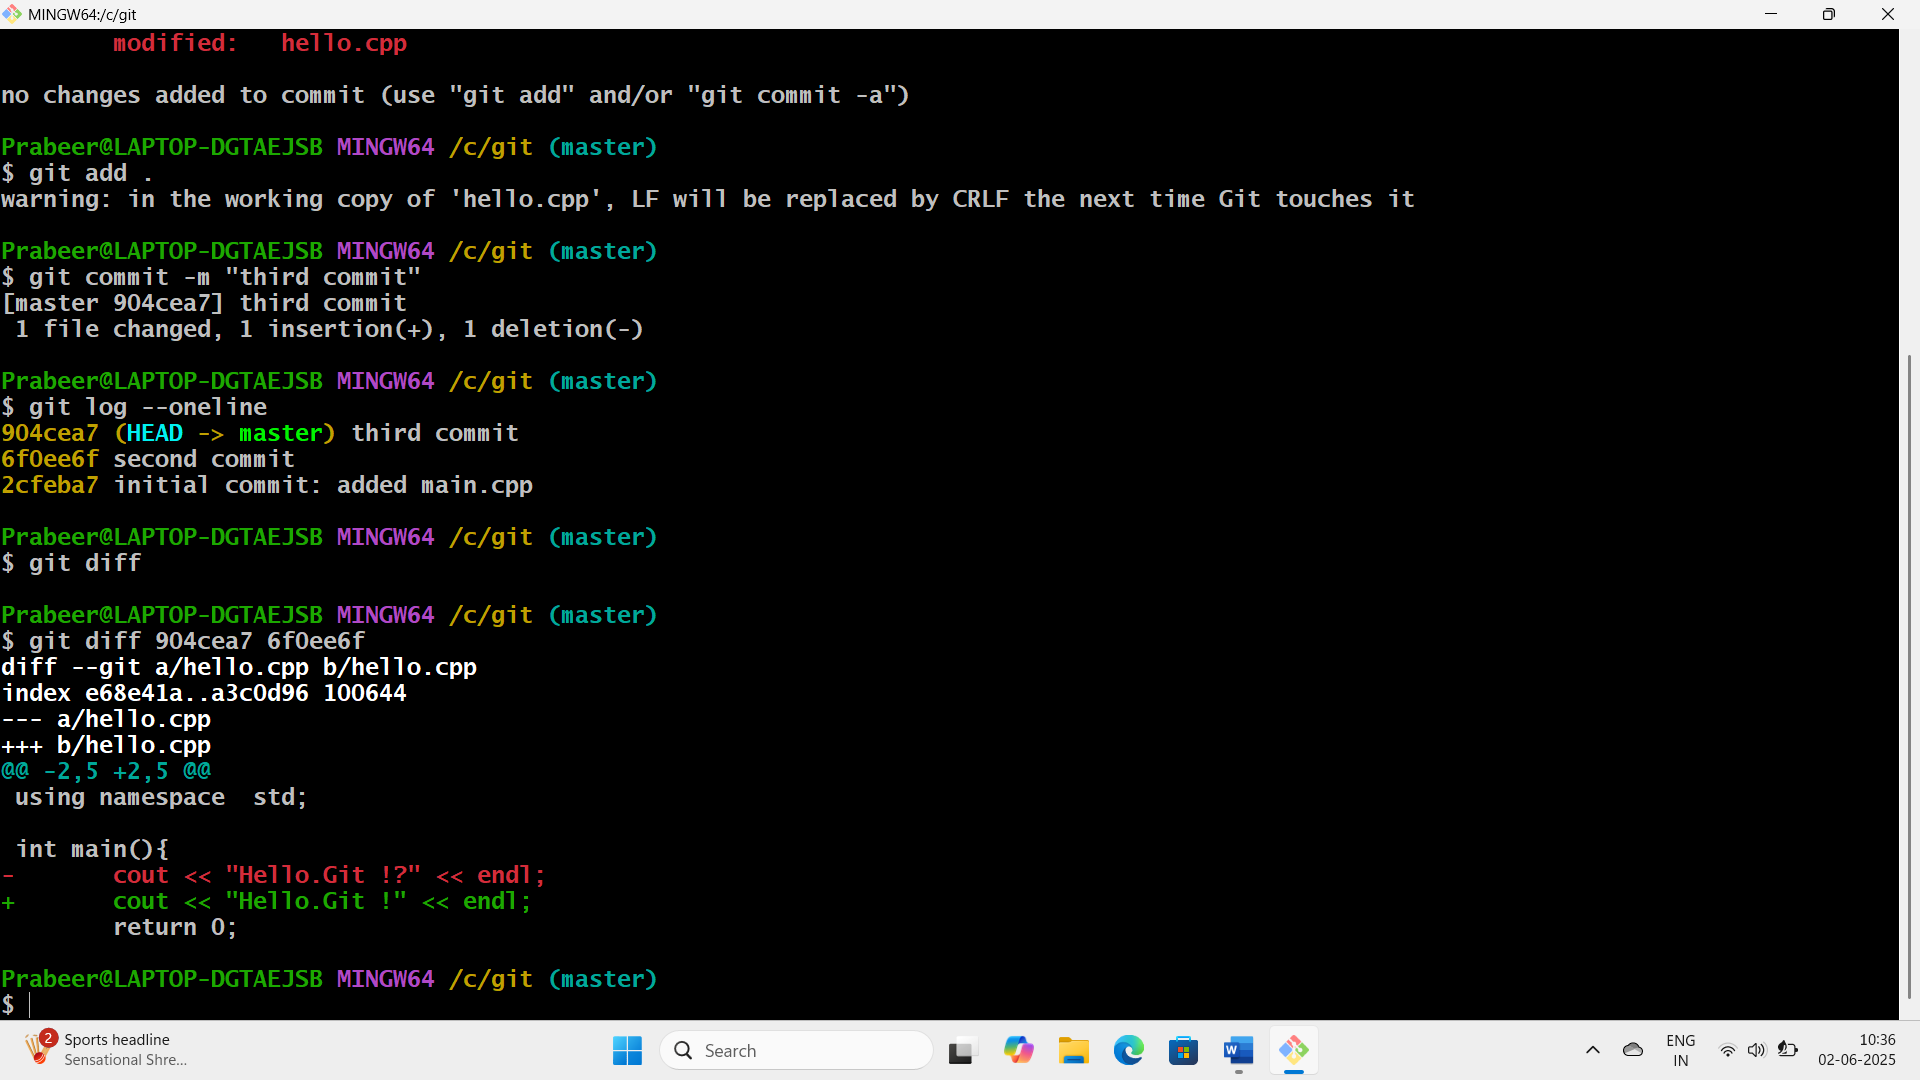 MINGW64:/c/git
        modified:   hello.cpp
no changes added to commit (use "git add" and/or "git commit -a")
Prabeer@LAPTOP-DGTAEJSB MINGW64 /c/git (master)
$ git add .
warning: in the working copy of 'hello.cpp', LF will be replaced by CRLF the next time Git touches it
Prabeer@LAPTOP-DGTAEJSB MINGW64 /c/git (master)
$ git commit -m "third commit"
[master 904cea7] third commit
 1 file changed, 1 insertion(+), 1 deletion(-)
Prabeer@LAPTOP-DGTAEJSB MINGW64 /c/git (master)
$ git log --oneline
904cea7 (HEAD -> master) third commit
6f0ee6f second commit
2cfeba7 initial commit: added main.cpp
Prabeer@LAPTOP-DGTAEJSB MINGW64 /c/git (master)
$ git diff
Prabeer@LAPTOP-DGTAEJSB MINGW64 /c/git (master)
$ git diff 904cea7 6f0ee6f
diff --git a/hello.cpp b/hello.cpp
index e68e41a..a3c0d96 100644
--- a/hello.cpp
+++ b/hello.cpp
@@ -2,5 +2,5 @@
 using namespace  std;
 int main(){
-       cout << "Hello.Git !?" << endl;
+       cout << "Hello.Git !" << endl;
        return 0;
Prabeer@LAPTOP-DGTAEJSB MINGW64 /c/git (master)
$
2
Sports headline
Sensational Shre...
Search
W
ENG
IN
10:36
02-06-2025